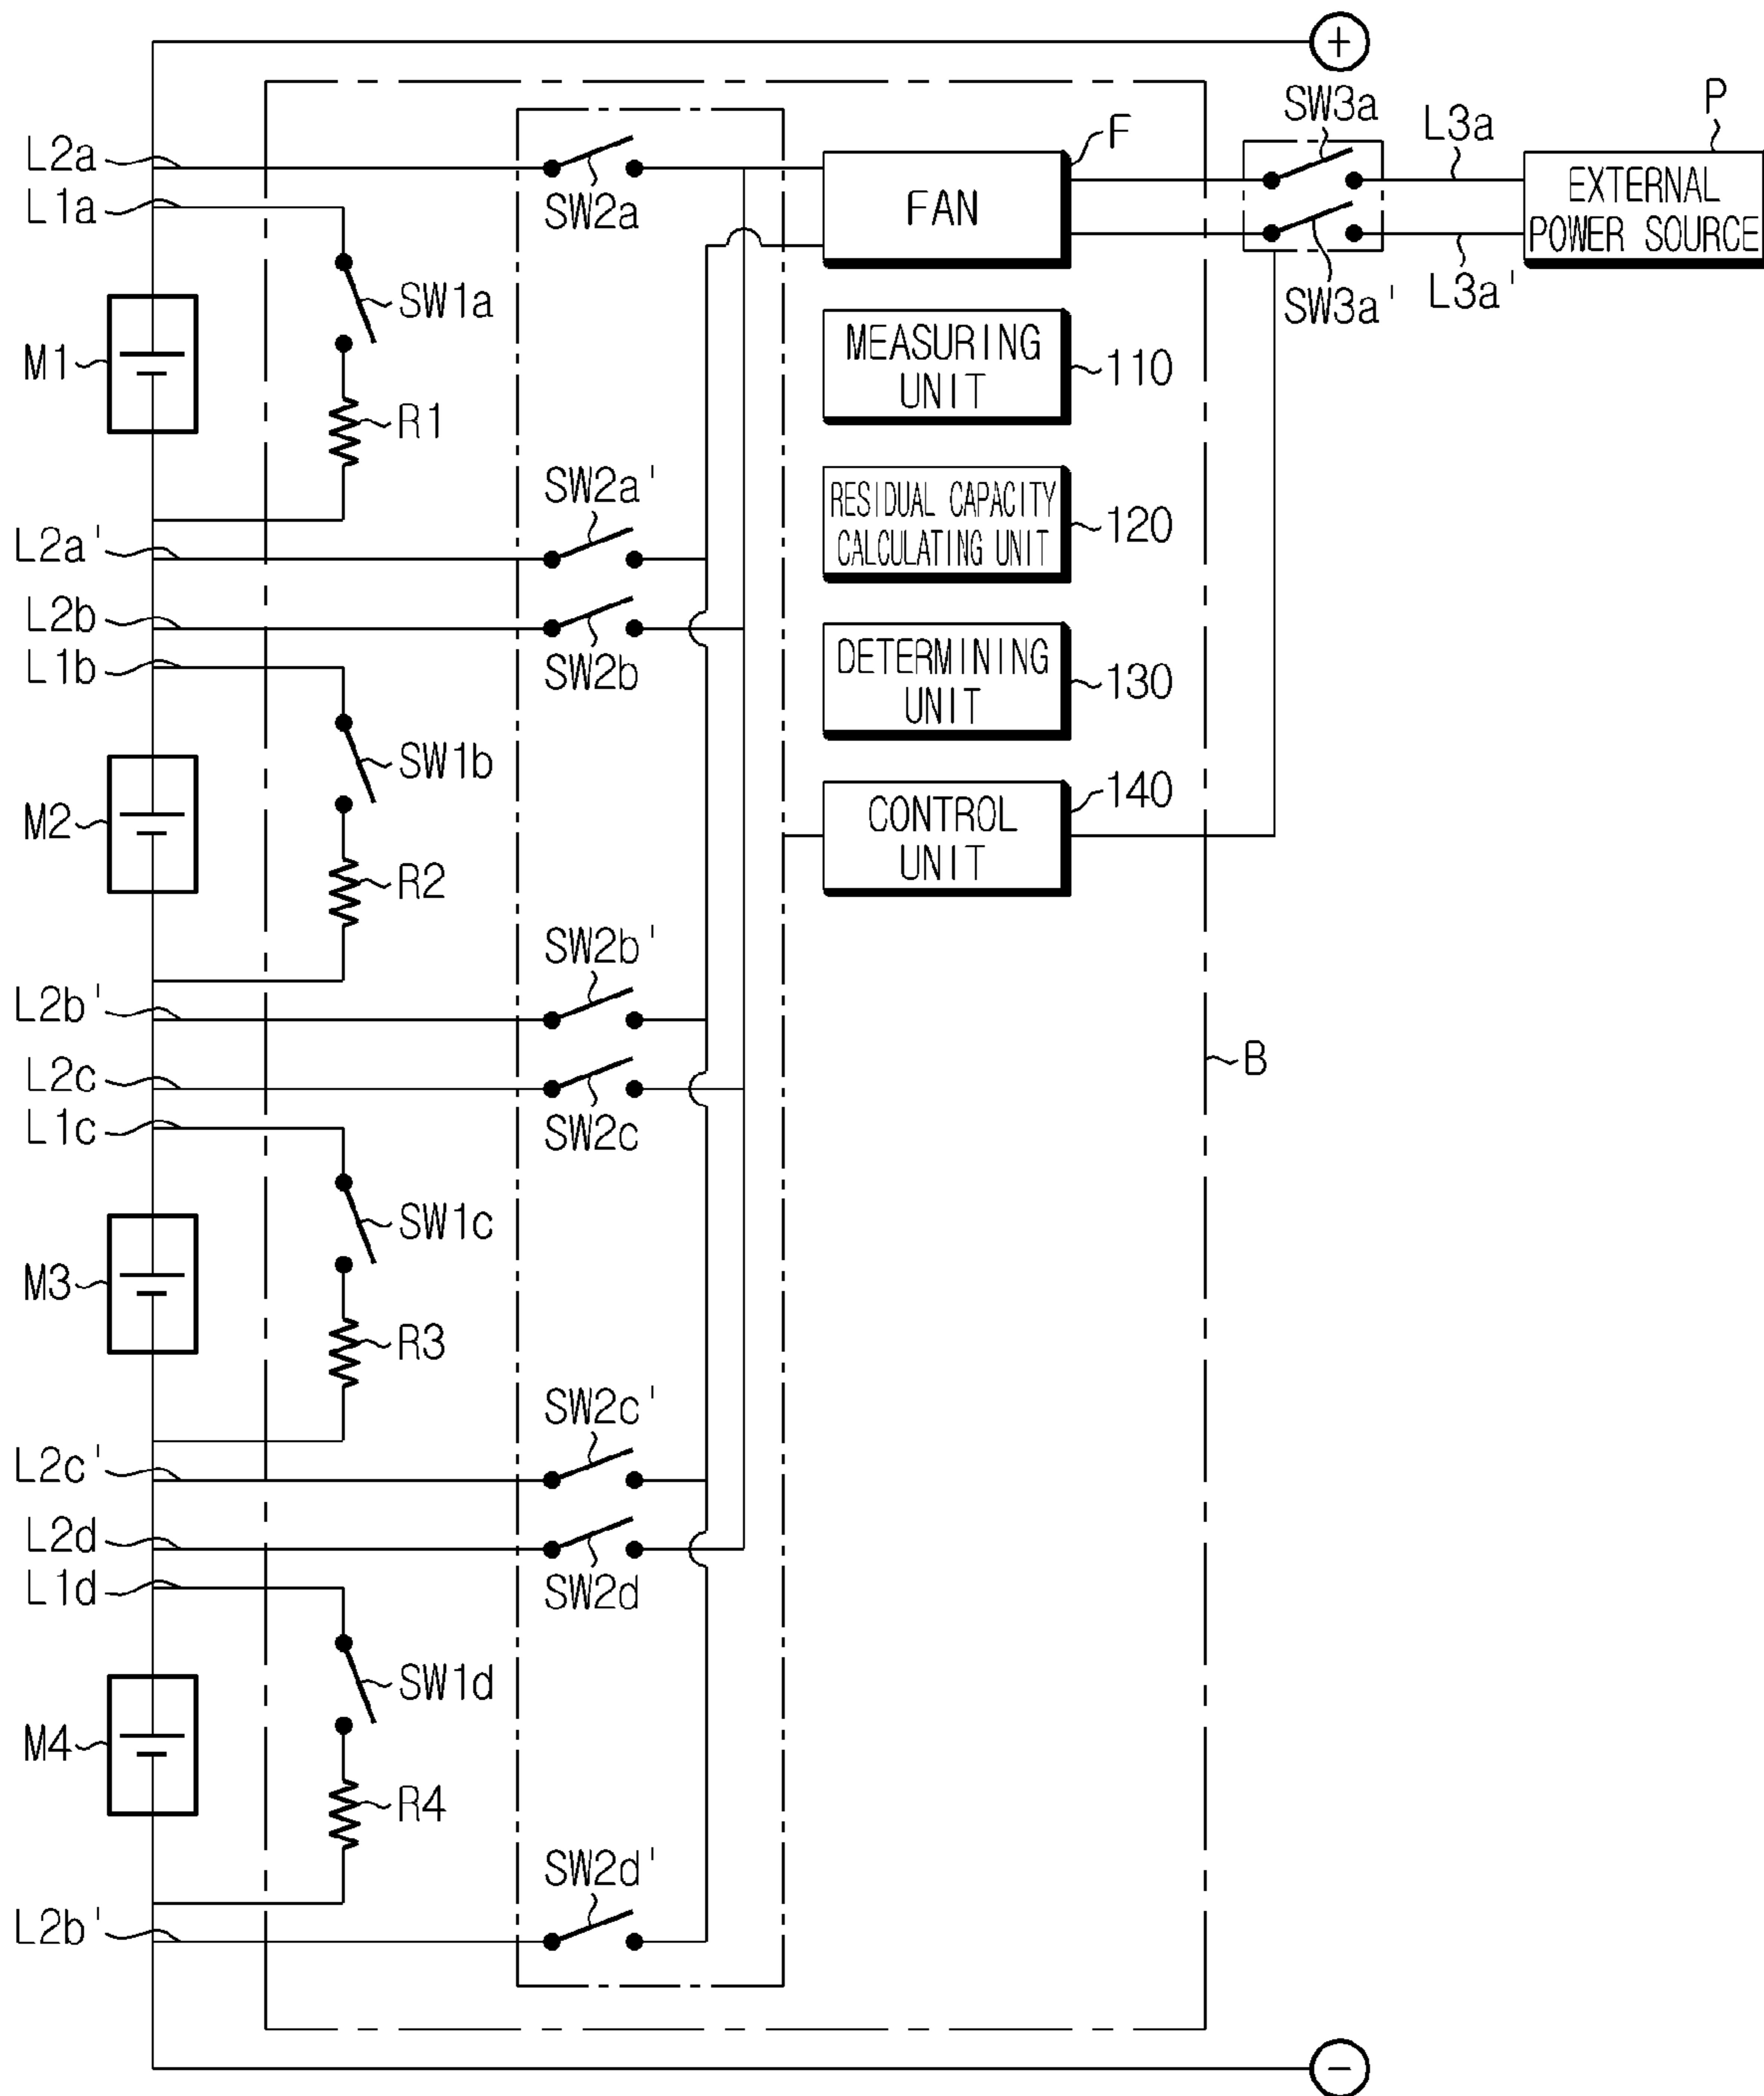 +
SW3a
L3a
P
F
L2a
L1a
SW2a
FAN
EXTERNAL
POWER SOURCE
SW3a'
L3a'
SW1a
M1
R1
MEASURING
UNIT
110
SW2a'
L2a'
L2b
L1b
SW2b
RESIDUAL CAPACITY
CALCULATING UNIT
120
DETERMINING
UNIT
130
SW1b
M2
R2
CONTROL
UNIT
140
SW2b'
L2b'
L2c
L1c
SW2c
B
SW1c
M3
R3
SW2c'
L2c'
L2d
L1d
SW2d
SW1d
M4
R4
SW2d'
L2b'
−